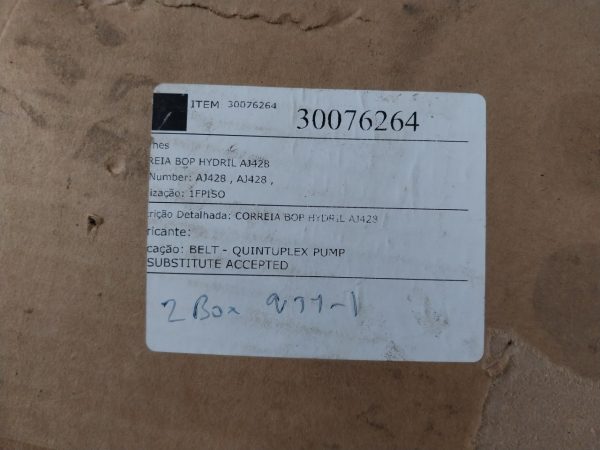 ITEM 30076264
30076264
hes
REIA BOP HYDRIL AJ428
Number: AJ428 , AJ428 ,
ização: 1FPISO
rição Detalhada: CORREIA BOP HYDRIL AJ428
ricante:
cação: BELT - QUINTUPLEX PUMP
SUBSTITUTE ACCEPTED
2 Box